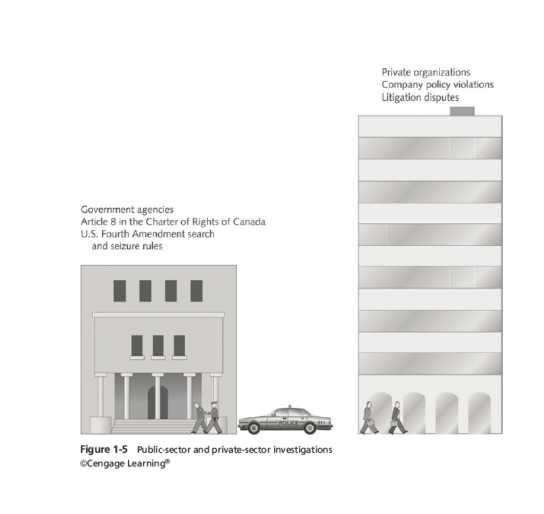 Private organizations
Company policy violations
Litigation disputes
Government agencies
Article 8 in the Charter of Rights of Canada
U.S. Fourth Amendment search
and seizure rules
POLICE
Figure 1-5 Public-sector and private-sector investigations
©Cengage Learning®